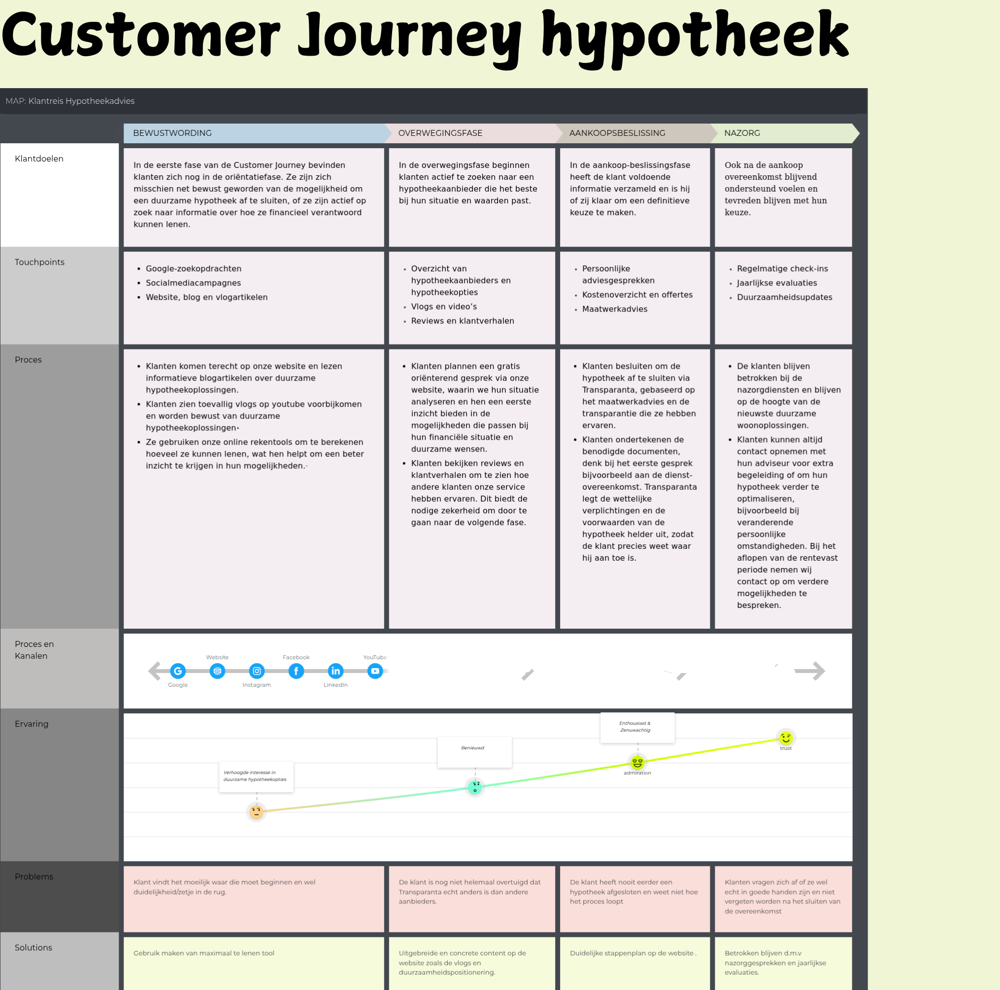 Customer Journey hypotheek
MAP: Klantreis Hypotheekadvies
BEWUSTWORDING
OVERWEGINGSFASE
AANKOOPSBESLISSING
NAZORG
Klantdoelen
In de eerste fase van de Customer Journey bevinden
klanten zich nog in de oriëntatiefase. Ze zijn zich
misschien net bewust geworden van de mogelijkheid om
een duurzame hypotheek af te sluiten, of ze zijn actief op
zoek naar informatie over hoe ze financieel verantwoord
kunnen lenen.
In de overwegingsfase beginnen
klanten actief te zoeken naar een
hypotheekaanbieder die het beste
bij hun situatie en waarden past.
In de aankoop-beslissingsfase
heeft de klant voldoende
informatie verzameld en is hij
of zij klaar om een definitieve
keuze te maken.
Ook na de aankoop
overeenkomst blijvend
ondersteund voelen en
tevreden blijven met hun
keuze.
Touchpoints
• Google-zoekopdrachten
• Socialmediacampagnes
• Website, blog en vlogartikelen
• Overzicht van
hypotheekaanbieders en
hypotheekopties
• Vlogs en video’s
• Reviews en klantverhalen
• Persoonlijke
adviesgesprekken
• Kostenoverzicht en offertes
• Maatwerkadvies
• Regelmatige check-ins
• Jaarlijkse evaluaties
• Duurzaamheidsupdates
Proces
• Klanten komen terecht op onze website en lezen
informatieve blogartikelen over duurzame
hypotheekoplossingen.
• Klanten zien toevallig vlogs op youtube voorbijkomen
en worden bewust van duurzame
hypotheekoplossingen·
• Ze gebruiken onze online rekentools om te berekenen
hoeveel ze kunnen lenen, wat hen helpt om een beter
inzicht te krijgen in hun mogelijkheden.·
• Klanten plannen een gratis
oriënterend gesprek via onze
website, waarin we hun situatie
analyseren en hen een eerste
inzicht bieden in de
mogelijkheden die passen bij
hun financiële situatie en
duurzame wensen.
• Klanten bekijken reviews en
klantverhalen om te zien hoe
andere klanten onze service
hebben ervaren. Dit biedt de
nodige zekerheid om door te
gaan naar de volgende fase.
• Klanten besluiten om de
hypotheek af te sluiten via
Transparanta, gebaseerd op
het maatwerkadvies en de
transparantie die ze hebben
ervaren.
• Klanten ondertekenen de
benodigde documenten,
denk bij het eerste gesprek
bijvoorbeeld aan de dienst-
overeenkomst. Transparanta
legt de wettelijke
verplichtingen en de
voorwaarden van de
hypotheek helder uit, zodat
de klant precies weet waar
hij aan toe is.
• De klanten blijven
betrokken bij de
nazorgdiensten en blijven
op de hoogte van de
nieuwste duurzame
woonoplossingen.
• Klanten kunnen altijd
contact opnemen met
hun adviseur voor extra
begeleiding of om hun
hypotheek verder te
optimaliseren,
bijvoorbeeld bij
veranderende
persoonlijke
omstandigheden. Bij het
aflopen van de rentevast
periode nemen wij
contact op om verdere
mogelijkheden te
bespreken.
Proces en
Kanalen
Google
Website
Instagram
Facebook
LinkedIn
YouTube
Ervaring
Verhoogde interesse in
duurzame hypotheekopties
Benieuwd
Enthousiast &
Zenuwachtig
admiration
trust
Problems
Klant vindt het moeilijk waar die moet beginnen en wel
duidelijkheid/zetje in de rug.
De klant is nog niet helemaal overtuigd dat
Transparanta echt anders is dan andere
aanbieders.
De klant heeft nooit eerder een
hypotheek afgesloten en weet niet hoe
het proces loopt
Klanten vragen zich af of ze wel
echt in goede handen zijn en niet
vergeten worden na het sluiten van
de overeenkomst
Solutions
Gebruik maken van maximaal te lenen tool
Uitgebreide en concrete content op de
website zoals de vlogs en
duurzaamheidspositionering.
Duidelijke stappenplan op de website .
Betrokken blijven d.m.v
nazorggesprekken en jaarlijkse
evaluaties.